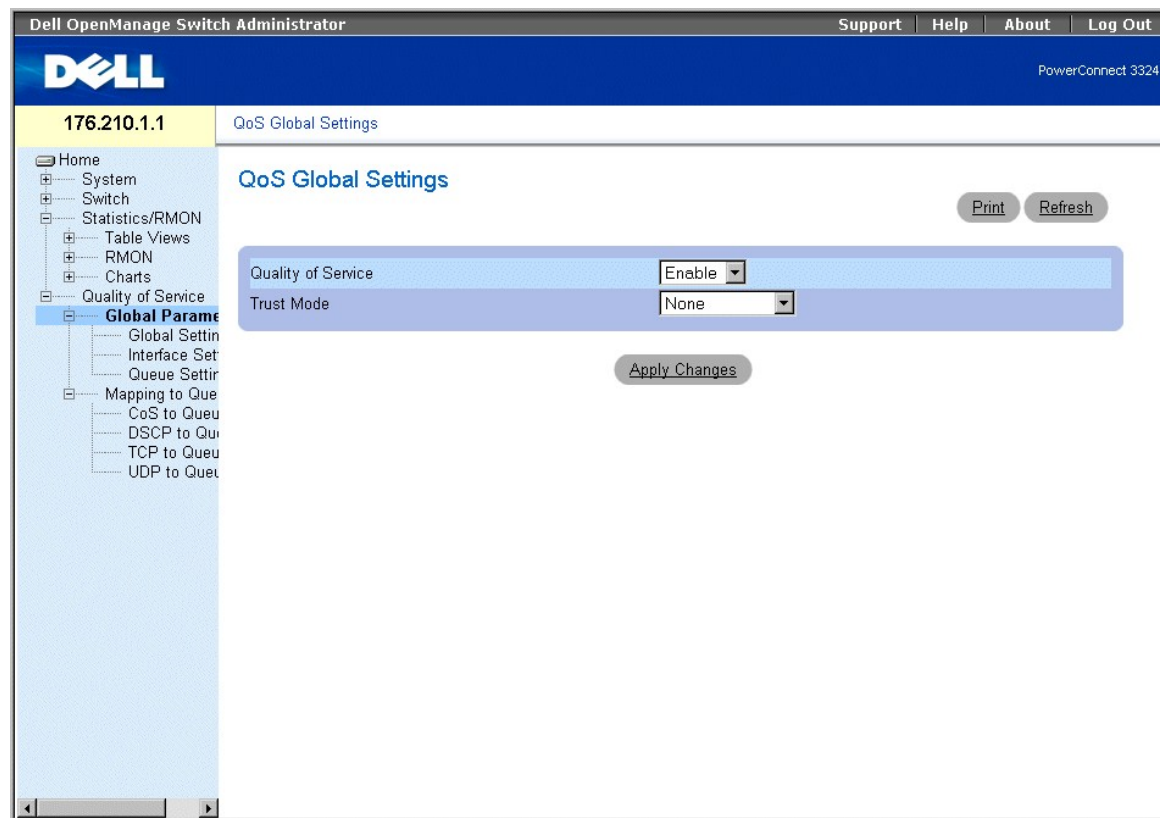 Dell OpenManage Switch Administrator Support Help About Log Out
DELL
PowerConnect 3324
176.210.1.1
QoS Global Settings
Home
System
Switch
Statistics/RMON
Table Views
RMON
Charts
Quality of Service
Global Parame
Global Settin
Interface Set
Queue Settin
Mapping to Que
CoS to Queu
DSCP to Qu
TCP to Queu
UDP to Queu
QoS Global Settings
Print Refresh
Quality of Service Enable
Trust Mode None
Apply Changes